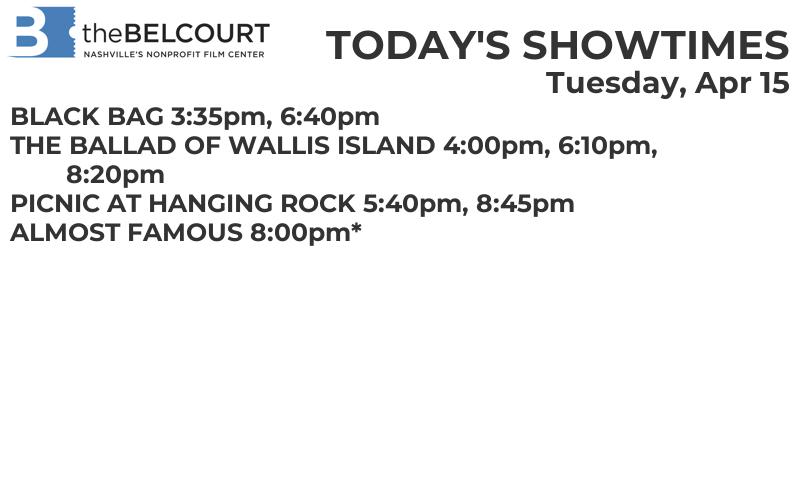 B theBELCOURT
NASHVILLE'S NONPROFIT FILM CENTER
TODAY'S SHOWTIMES
Tuesday, Apr 15
BLACK BAG 3:35pm, 6:40pm
THE BALLAD OF WALLIS ISLAND 4:00pm, 6:10pm,
8:20pm
PICNIC AT HANGING ROCK 5:40pm, 8:45pm
ALMOST FAMOUS 8:00pm*